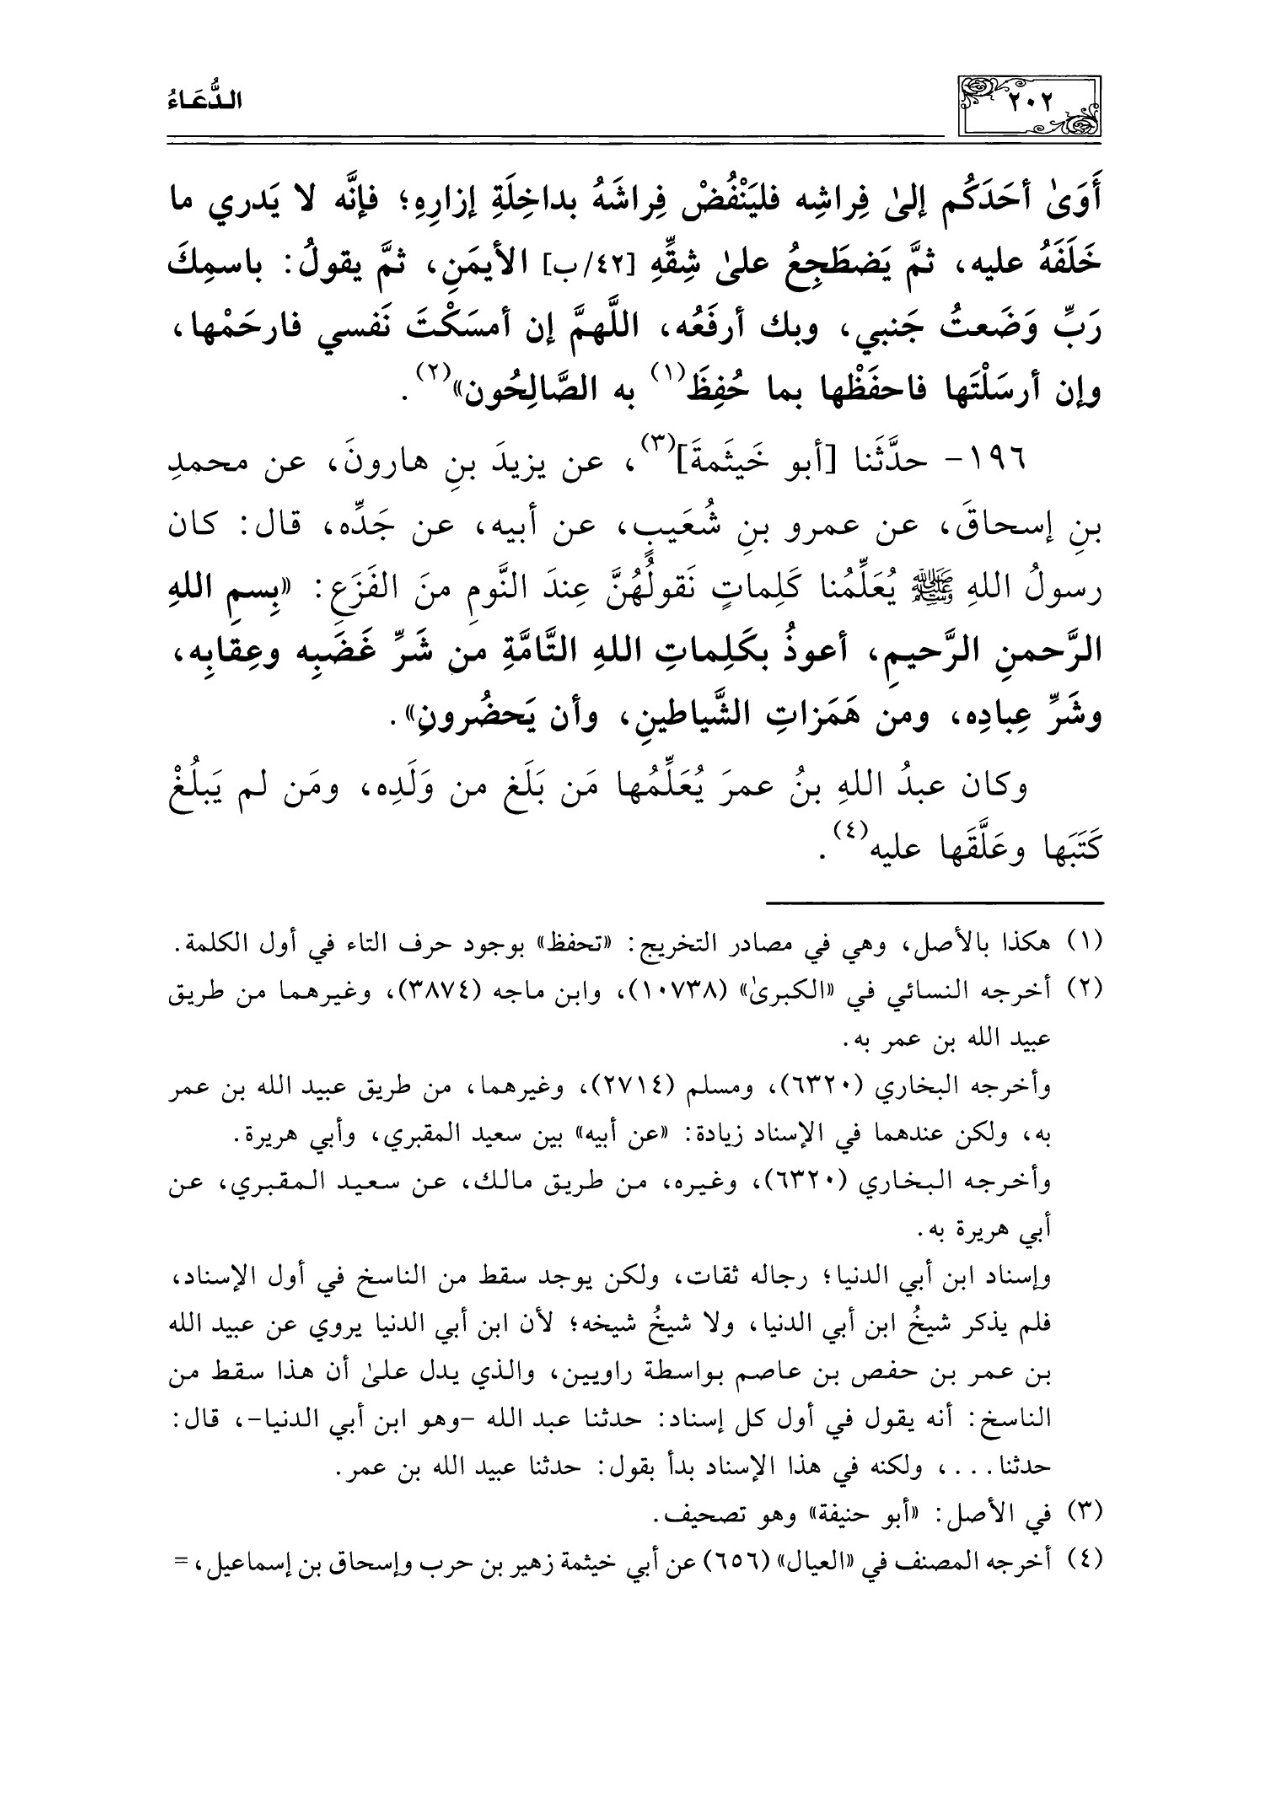 ٢٠٢
الدُّعَاءُ
أَوَىٰ أحَدَكُم إلىٰ فِراشِه فليَنْفُضْ فِراشَهُ بداخِلَةِ إزارِهِ؛ فإنَّه لا يَدري ما
خَلَفَهُ عليه، ثمَّ يَضطَجِعُ علىٰ شِقِّهِ [٤٢/ب] الأيمَنِ، ثمَّ يقولُ: باسمِكَ
رَبِّ وَضَعتُ جَنبي، وبك أرفَعُه، اللَّهمَّ إن أمسَكْتَ نَفسي فارحَمْها،
وإن أرسَلْتَها فاحفَظْها بما حُفِظَ(١) به الصَّالِحُون»(٢).
١٩٦- حدَّثَنا [أبو خَيثَمةَ](٣)، عن يزيدَ بنِ هارونَ، عن محمدِ
بنِ إسحاقَ، عن عمرو بنِ شُعَيبٍ، عن أبيه، عن جَدِّه، قال: كان
رسولُ اللهِ ﷺ يُعَلِّمُنا كَلِماتٍ نَقولُهُنَّ عِندَ النَّومِ منَ الفَزَعِ: «بِسمِ اللهِ
الرَّحمنِ الرَّحيمِ، أعوذُ بكَلِماتِ اللهِ التَّامَّةِ من شَرِّ غَضَبِه وعِقابِه،
وشَرِّ عِبادِه، ومن هَمَزاتِ الشَّياطينِ، وأن يَحضُرونِ».
وكان عبدُ اللهِ بنُ عمرَ يُعَلِّمُها مَن بَلَغ من وَلَدِه، ومَن لم يَبلُغْ
كَتَبَها وعَلَّقَها عليه(٤).
(١) هكذا بالأصل، وهي في مصادر التخريج: «تحفظ» بوجود حرف التاء في أول الكلمة.
(٢) أخرجه النسائي في «الكبرىٰ» (١٠٧٣٨)، وابن ماجه (٣٨٧٤)، وغيرهما من طريق
عبيد الله بن عمر به.
وأخرجه البخاري (٦٣٢٠)، ومسلم (٢٧١٤)، وغيرهما، من طريق عبيد الله بن عمر
به، ولكن عندهما في الإسناد زيادة: «عن أبيه» بين سعيد المقبري، وأبي هريرة.
وأخرجه البخاري (٦٣٢٠)، وغيره، من طريق مالك، عن سعيد المقبري، عن
أبي هريرة به.
وإسناد ابن أبي الدنيا؛ رجاله ثقات، ولكن يوجد سقط من الناسخ في أول الإسناد،
فلم يذكر شيخُ ابن أبي الدنيا، ولا شيخُ شيخه؛ لأن ابن أبي الدنيا يروي عن عبيد الله
بن عمر بن حفص بن عاصم بواسطة راويين، والذي يدل علىٰ أن هذا سقط من
الناسخ: أنه يقول في أول كل إسناد: حدثنا عبد الله -وهو ابن أبي الدنيا-، قال:
حدثنا...، ولكنه في هذا الإسناد بدأ بقول: حدثنا عبيد الله بن عمر.
(٣) في الأصل: «أبو حنيفة» وهو تصحيف.
(٤) أخرجه المصنف في «العيال» (٦٥٦) عن أبي خيثمة زهير بن حرب وإسحاق بن إسماعيل، =